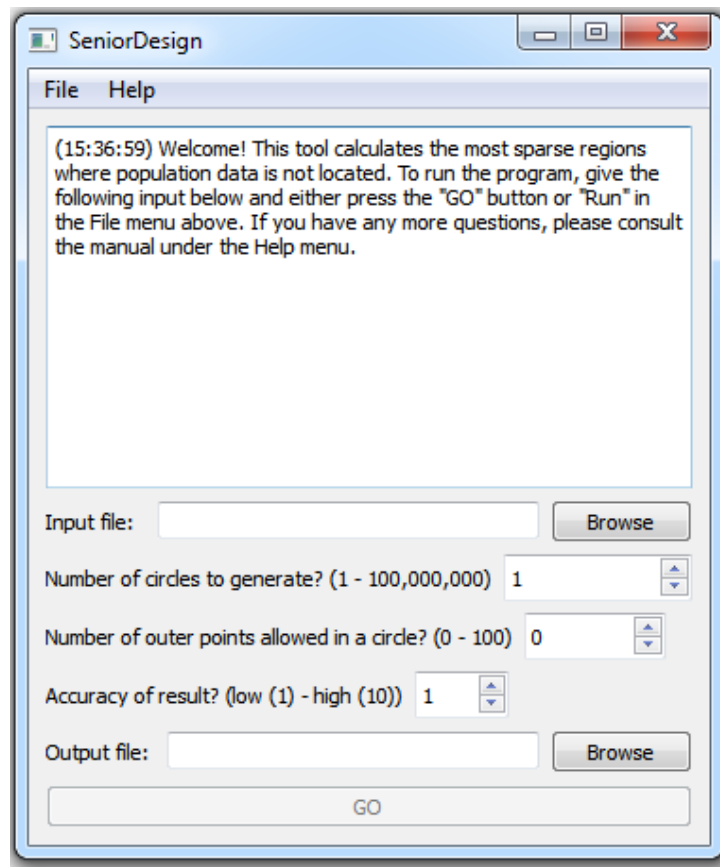 SeniorDesign
File Help
(15:36:59) Welcome! This tool calculates the most sparse regions
where population data is not located. To run the program, give the
following input below and either press the "GO" button or "Run" in
the File menu above. If you have any more questions, please consult
the manual under the Help menu.
Input file: Browse
Number of circles to generate? (1 - 100,000,000) 1
Number of outer points allowed in a circle? (0 - 100) 0
Accuracy of result? (low (1) - high (10)) 1
Output file: Browse
GO